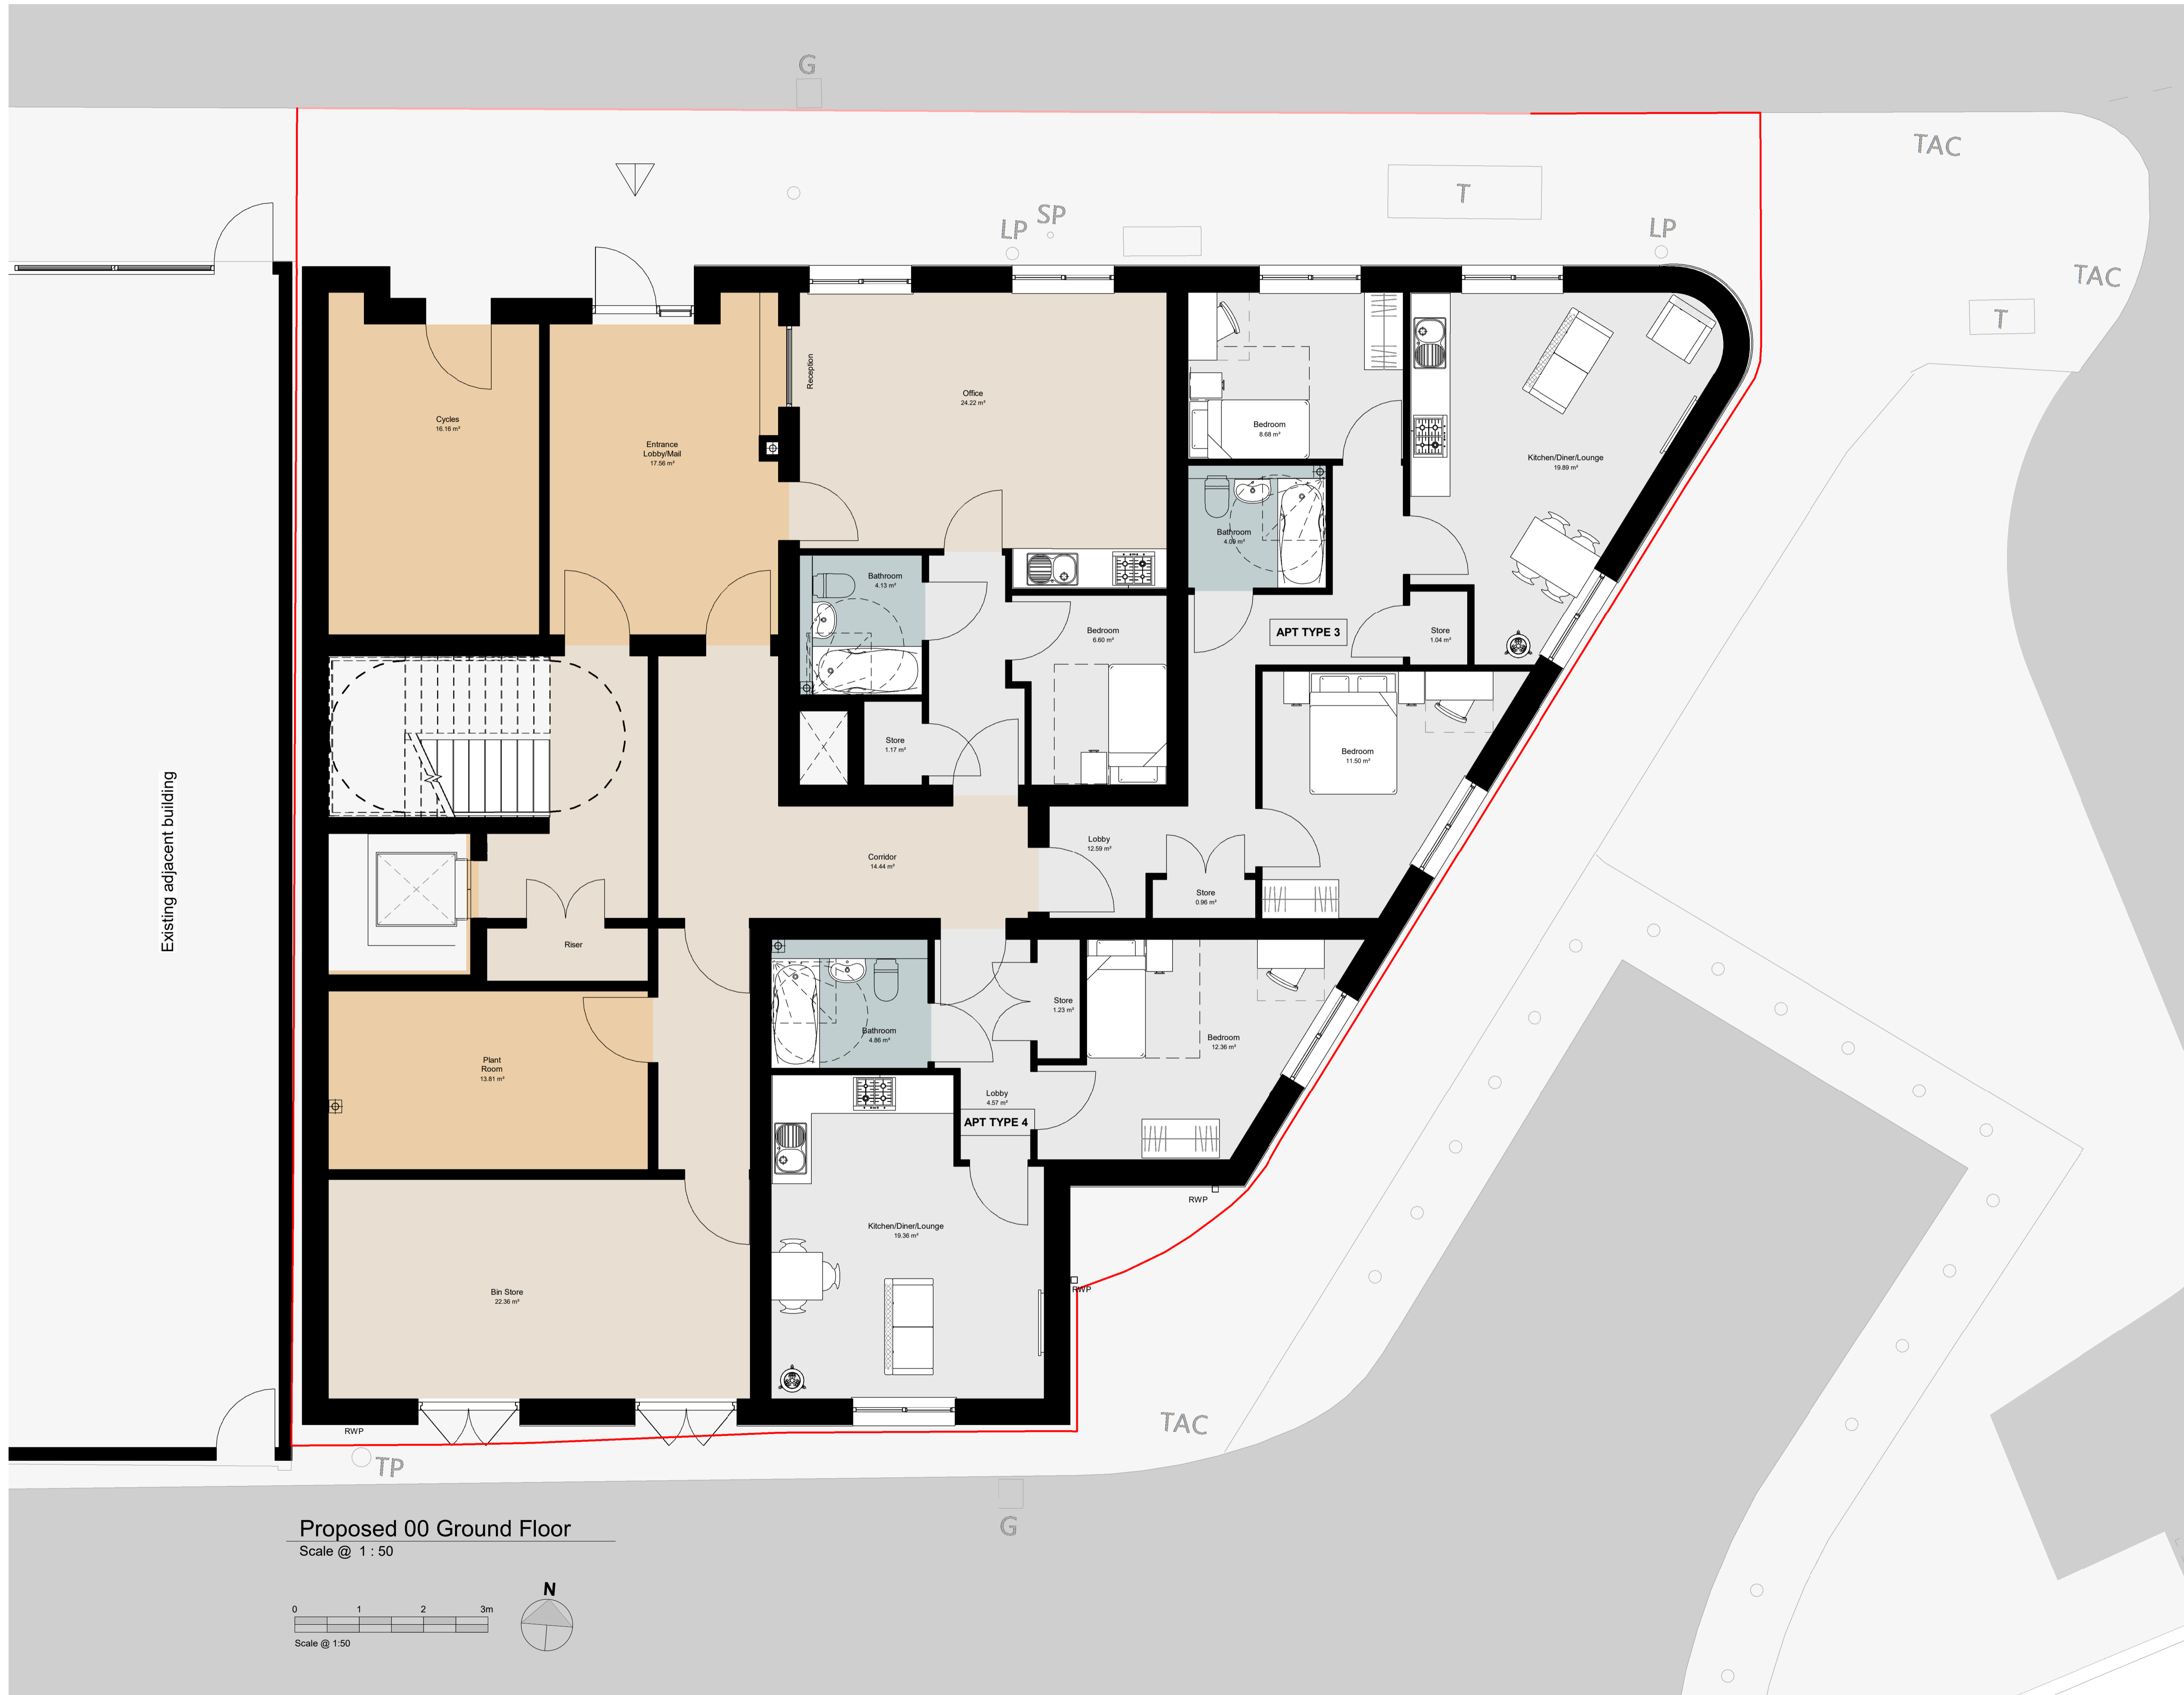 G
TAC
T
SP
LP
LP
TAC
T
Reception
Office
24.22 m²
Cycles
16.16 m²
Entrance
Lobby/Mail
17.56 m²
Bedroom
8.68 m²
Kitchen/Diner/Lounge
19.89 m²
Bathroom
4.09 m²
Bathroom
4.13 m²
Bedroom
6.60 m²
APT TYPE 3
Store
1.04 m²
Store
1.17 m²
Bedroom
11.50 m²
Existing adjacent building
Corridor
14.44 m²
Lobby
12.59 m²
Store
0.96 m²
Riser
Store
1.23 m²
Bathroom
4.86 m²
Bedroom
12.36 m²
Plant
Room
13.81 m²
Lobby
4.57 m²
APT TYPE 4
RWP
Kitchen/Diner/Lounge
19.36 m²
Bin Store
22.36 m²
RWP
RWP
TAC
TP
G
Proposed 00 Ground Floor
Scale @ 1 : 50
N
0 1 2 3m
Scale @ 1:50